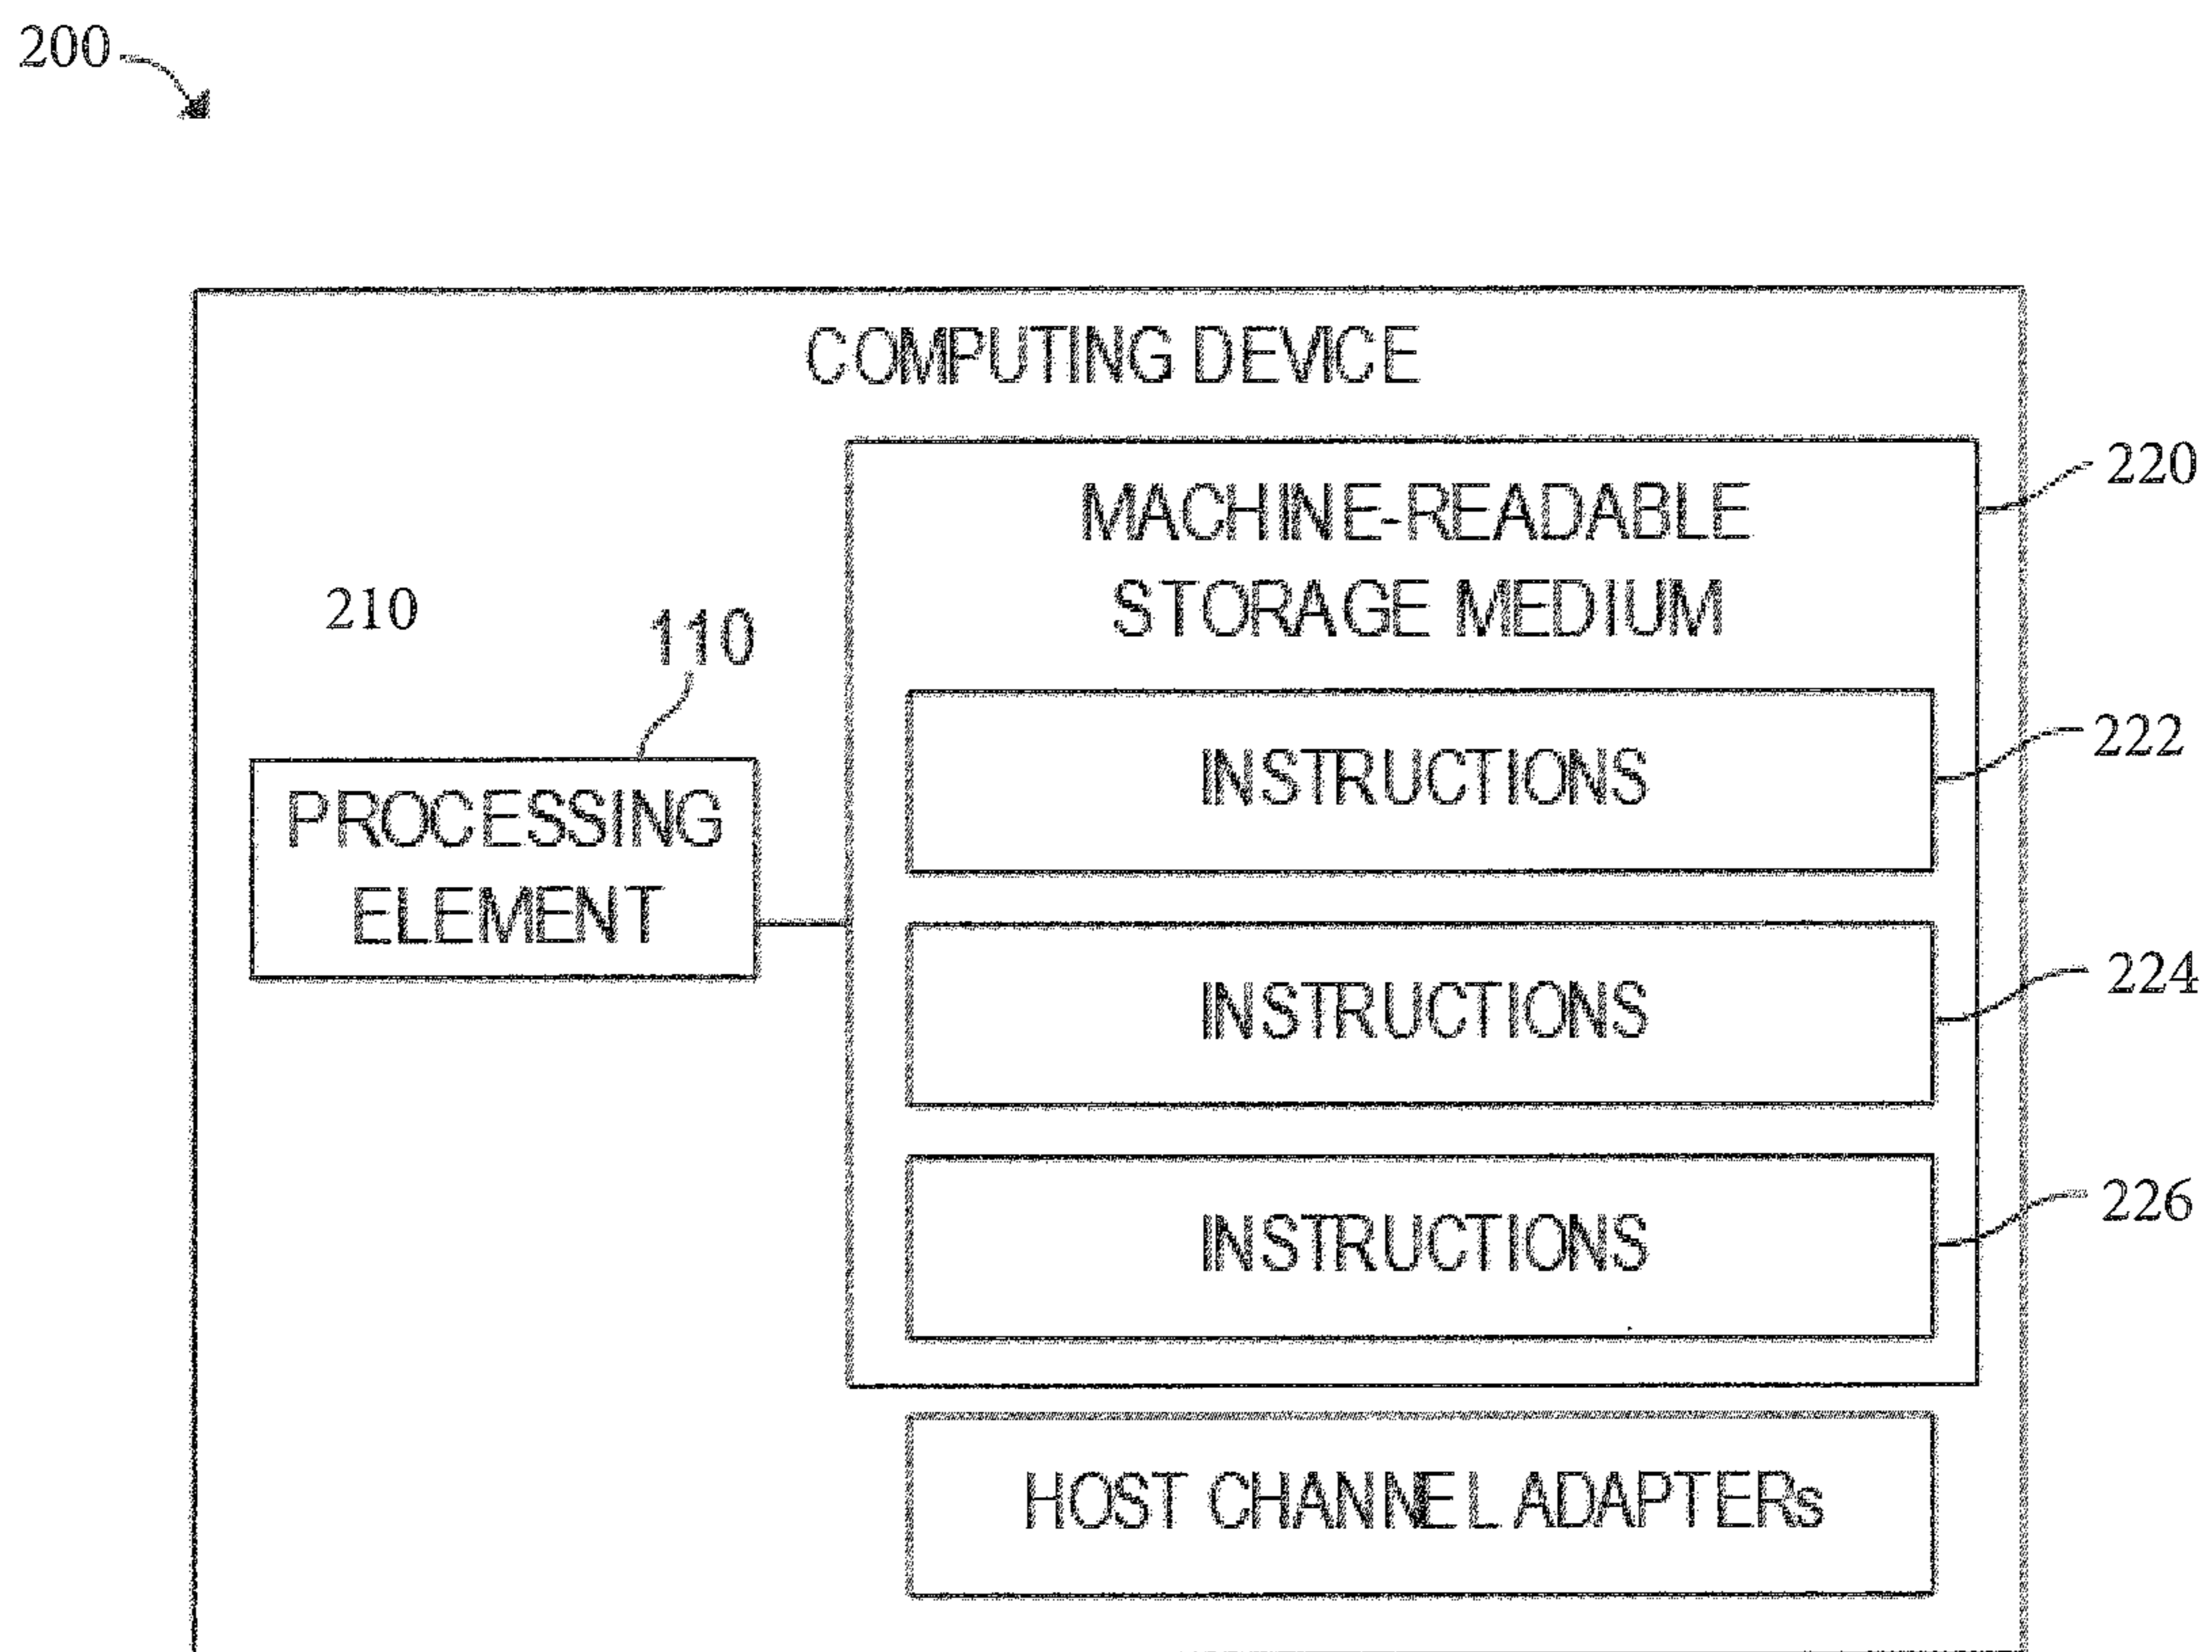 200
COMPUTING DEVICE
220
MACHINE-READABLE
STORAGE MEDIUM
210
110
222
INSTRUCTIONS
PROCESSING
ELEMENT
224
INSTRUCTIONS
226
INSTRUCTIONS
HOST CHANNEL ADAPTERs